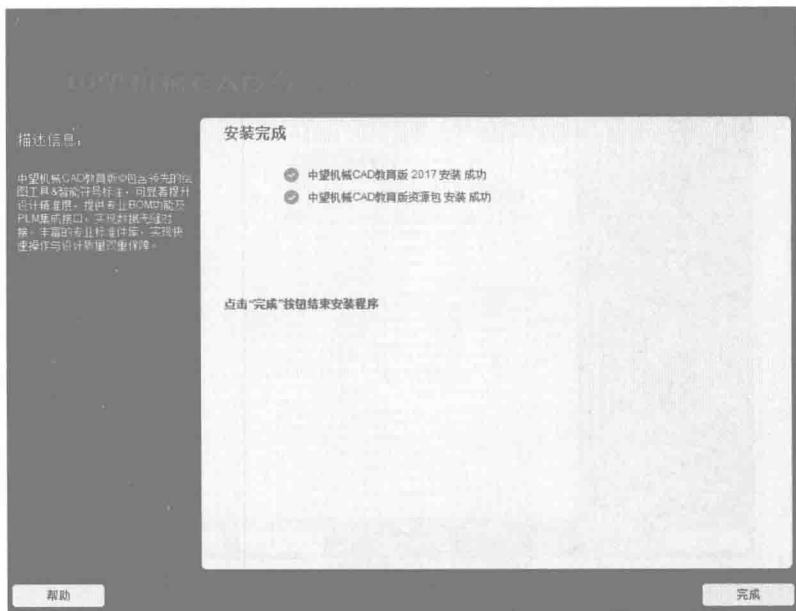 中望机械CAD
描述信息:
中望机械CAD教育版©包含领先的绘
图工具&智能符号标注,可显著提升
设计精准度。提供专业BOM功能及
PLM集成接口,实现数据无缝对
接。丰富的专业标准件库,实现快
速操作与设计质量双重保障。
安装完成
中望机械CAD教育版 2017 安装 成功
中望机械CAD教育版资源包 安装 成功
点击“完成”按钮结束安装程序
帮助
完成